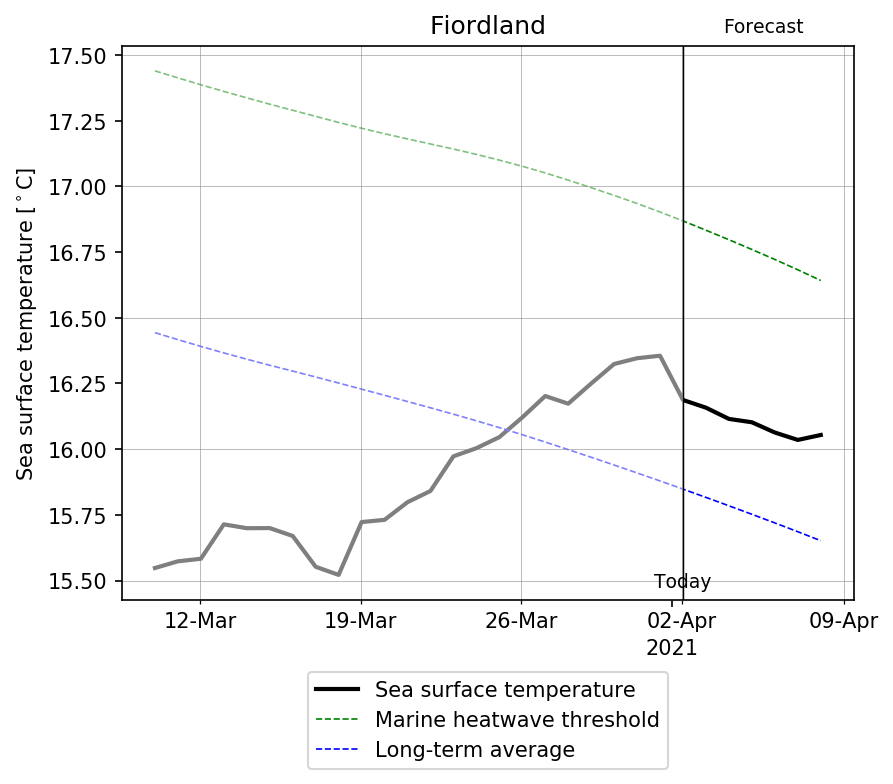 Fiordland
Forecast
Sea surface temperature [°C]
17.50
17.25
17.00
16.75
16.50
16.25
16.00
15.75
15.50
Today
12-Mar 19-Mar 26-Mar 02-Apr 09-Apr
2021
Sea surface temperature
Marine heatwave threshold
Long-term average